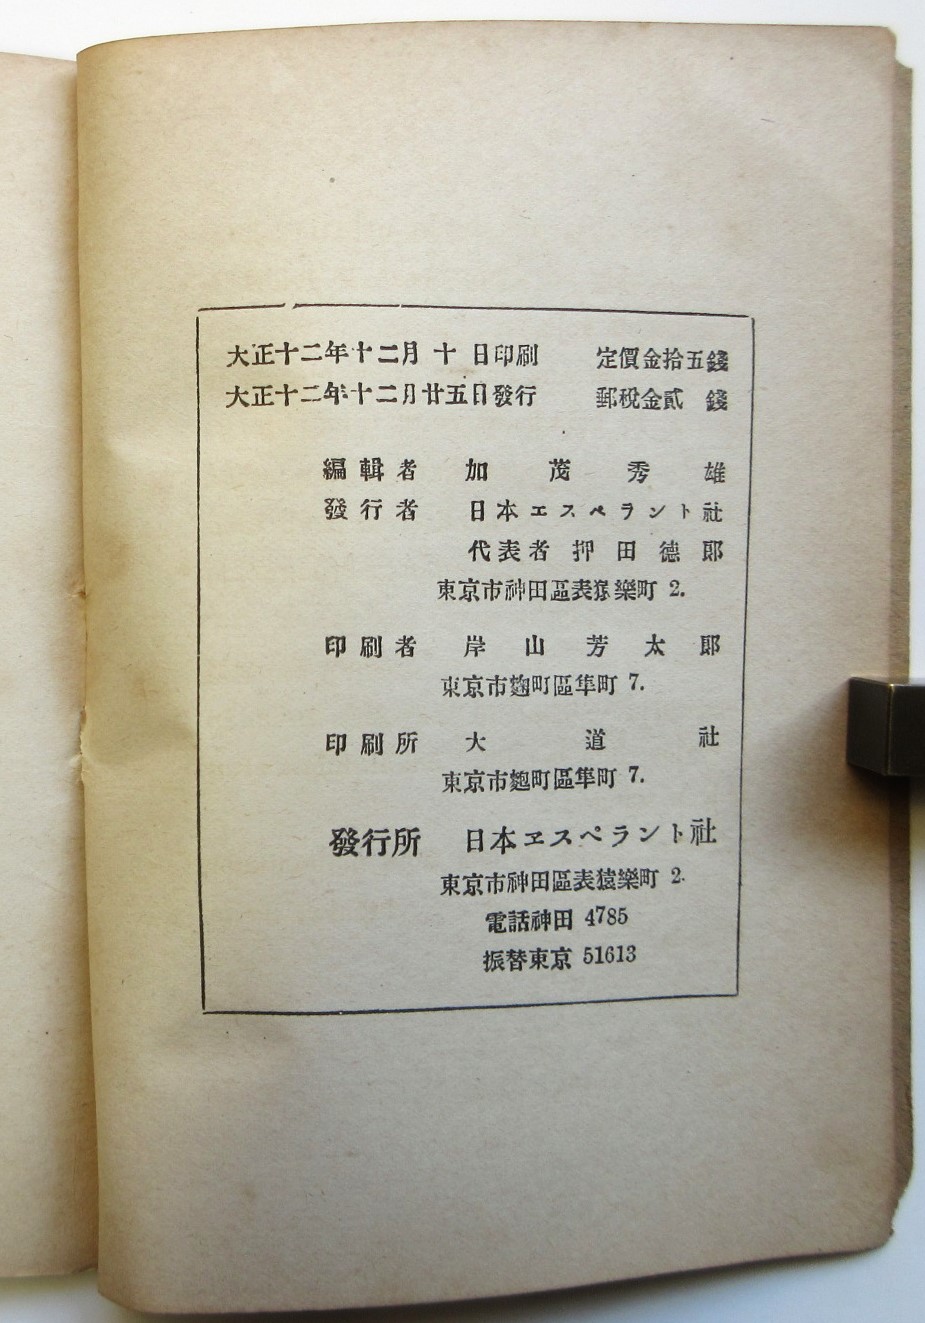 大正十二年十二月十日印刷 定價金拾五錢
大正十二年十二月廿五日發行 郵稅金貳錢
編輯者 加茂秀雄
發行者 日本エスペラント社
代表者 押田德郎
東京市神田區表猿樂町 2.
印刷者 岸山芳太郎
東京市麴町區隼町 7.
印刷所 大道社
東京市麴町區隼町 7.
發行所 日本ヱスペラント社
東京市神田區表猿樂町 2.
電話神田 4785
振替東京 51613